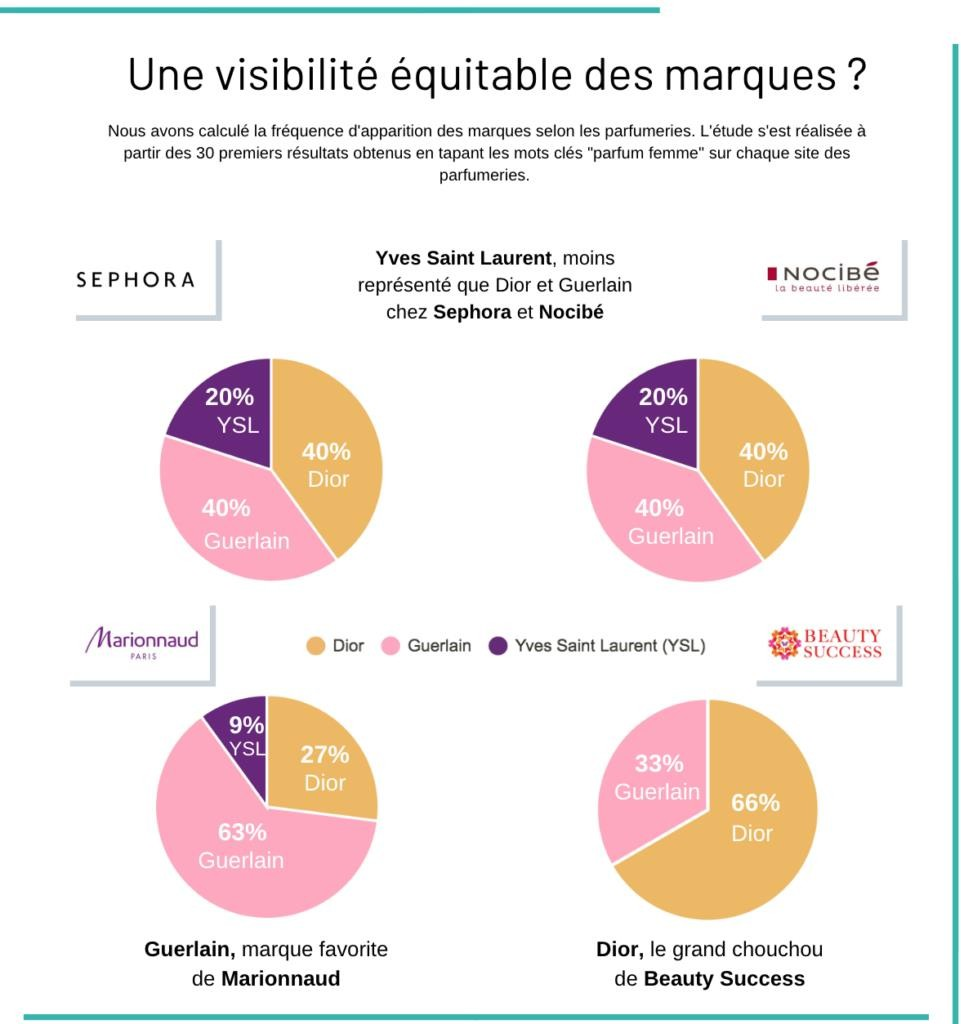 Une visibilité équitable des marques ?
Nous avons calculé la fréquence d'apparition des marques selon les parfumeries. L'étude s'est réalisée à
partir des 30 premiers résultats obtenus en tapant les mots clés "parfum femme" sur chaque site des
parfumeries.
SEPHORA
Yves Saint Laurent, moins
représenté que Dior et Guerlain
chez Sephora et Nocibé
NOCIBÉ
la beauté libérée
20%
YSL
40%
Dior
40%
Guerlain
20%
YSL
40%
Dior
40%
Guerlain
Marionnaud
PARIS
Dior
Guerlain
Yves Saint Laurent (YSL)
BEAUTY
SUCCESS
9%
YSL
27%
Dior
63%
Guerlain
33%
Guerlain
66%
Dior
Guerlain, marque favorite
de Marionnaud
Dior, le grand chouchou
de Beauty Success